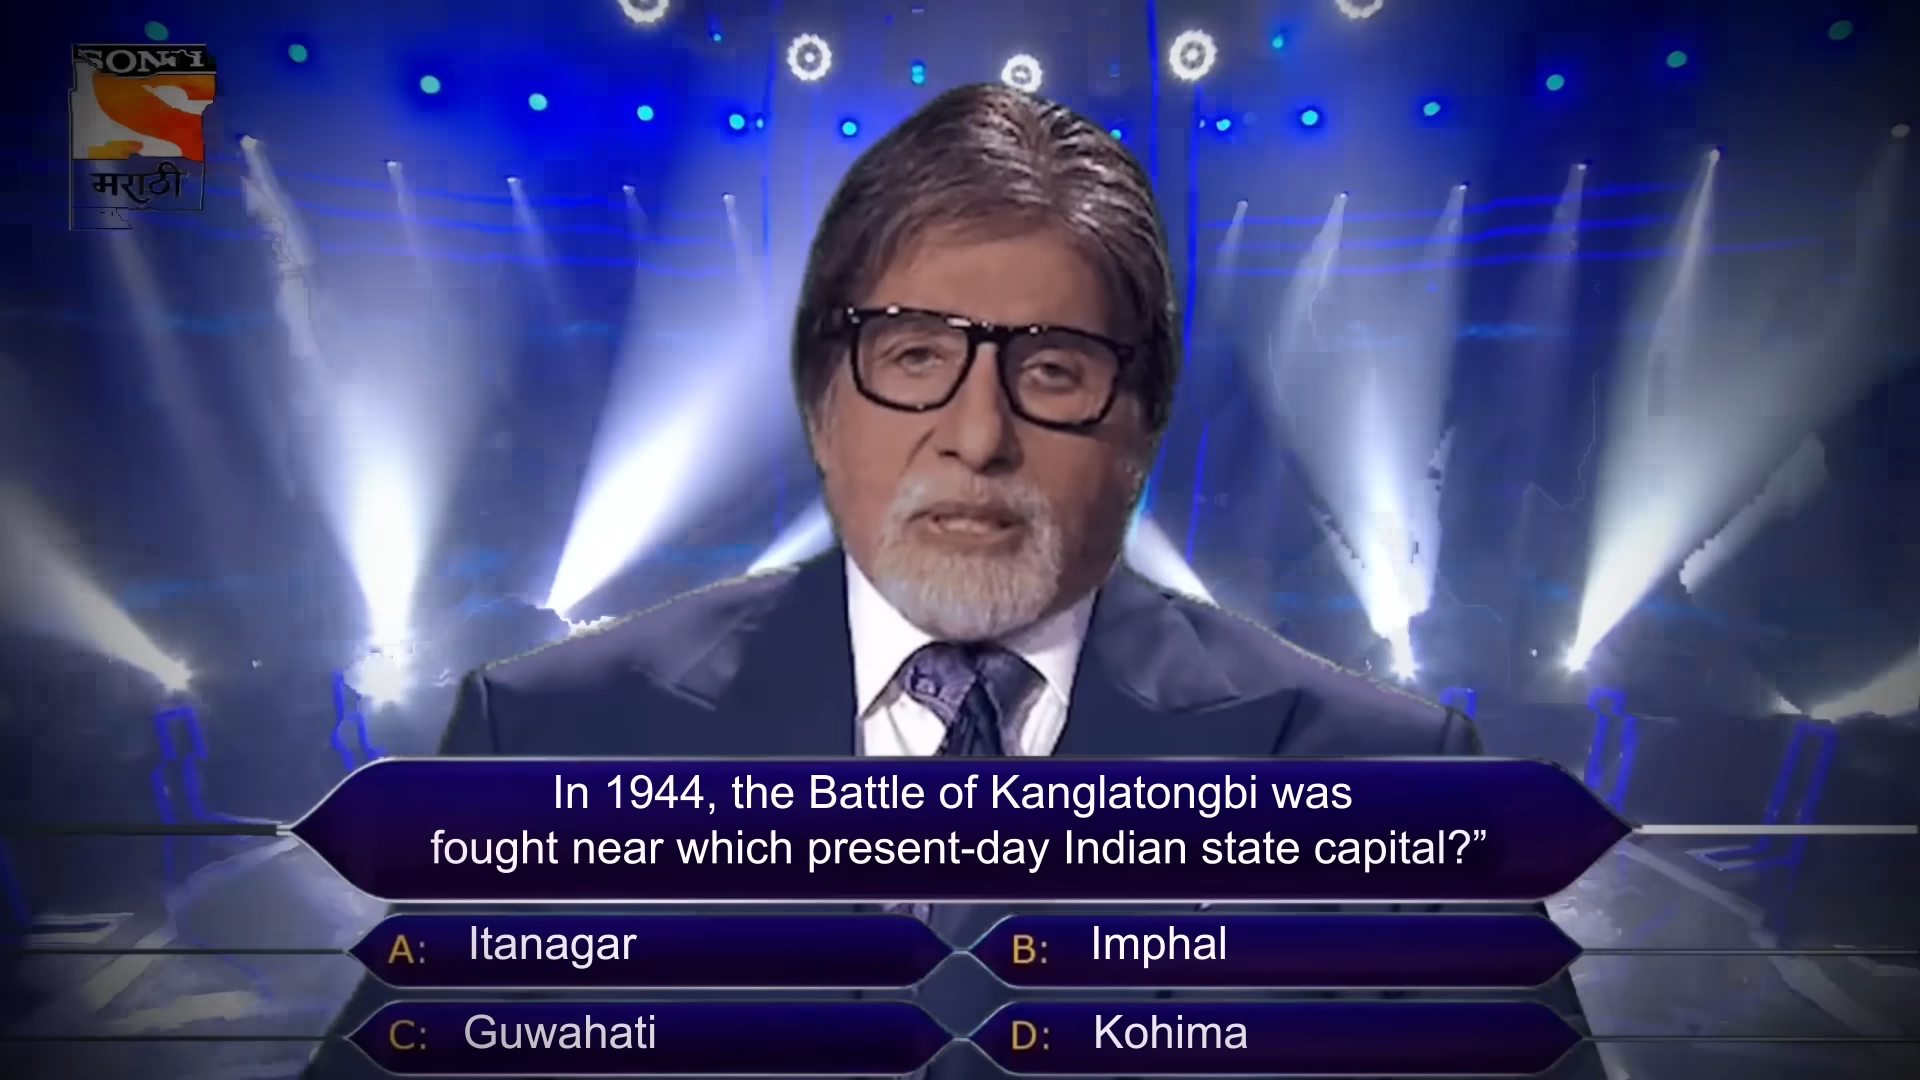 SONY
मराठी
In 1944, the Battle of Kanglatongbi was
fought near which present-day Indian state capital?”
A: Itanagar
B: Imphal
C: Guwahati
D: Kohima